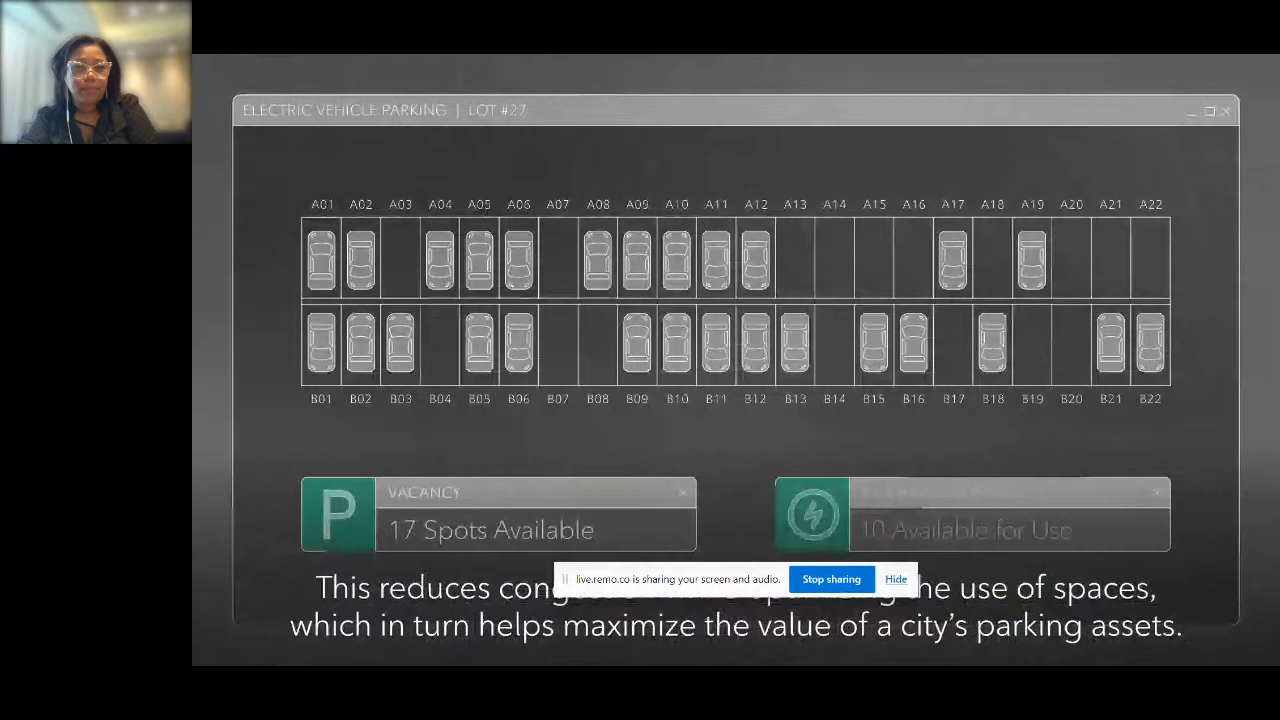 ELECTRIC VEHICLE PARKING | LOT #27
A01 A02 A03 A04 A05 A06 A07 A08 A09 A10 A11 A12 A13 A14 A15 A16 A17 A18 A19 A20 A21 A22
B01 B02 B03 B04 B05 B06 B07 B08 B09 B10 B11 B12 B13 B14 B15 B16 B17 B18 B19 B20 B21 B22
P
VACANCY
17 Spots Available
10 Available for Use
live.remo.co is sharing your screen and audio.
Stop sharing
Hide
This reduces the use of spaces,
which in turn helps maximize the value of a city's parking assets.